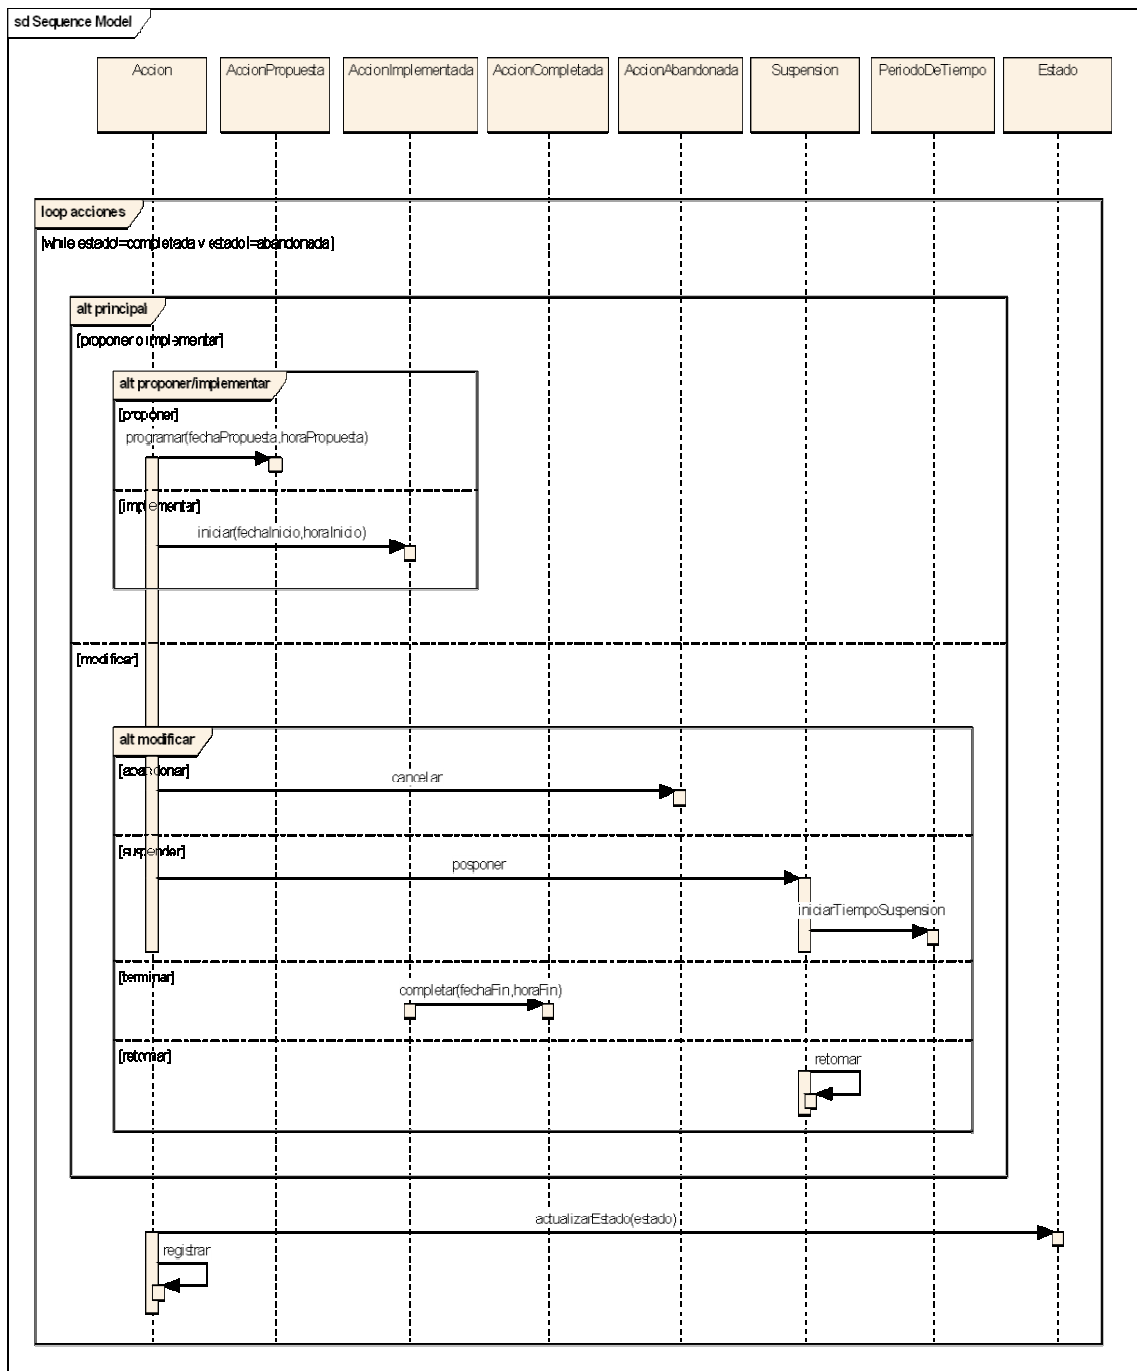 sd Sequence Model
Accion
AccionPropuesta
AccionImplementada
AccionCompletada
AccionAbandonada
Suspension
PeriodoDeTiempo
Estado
loop acciones
[while estado!=completada v estado!=abandonada]
alt principal
[proponer o implementar]
alt proponer/implementar
[proponer]
programar(fechaPropuesta,horaPropuesta)
[implementar]
iniciar(fechaInicio,horaInicio)
[modificar]
alt modificar
[abandonar]
cancelar
[suspender]
posponer
iniciarTiempoSuspension
[terminar]
completar(fechaFin,horaFin)
[retomar]
retomar
actualizarEstado(estado)
registrar